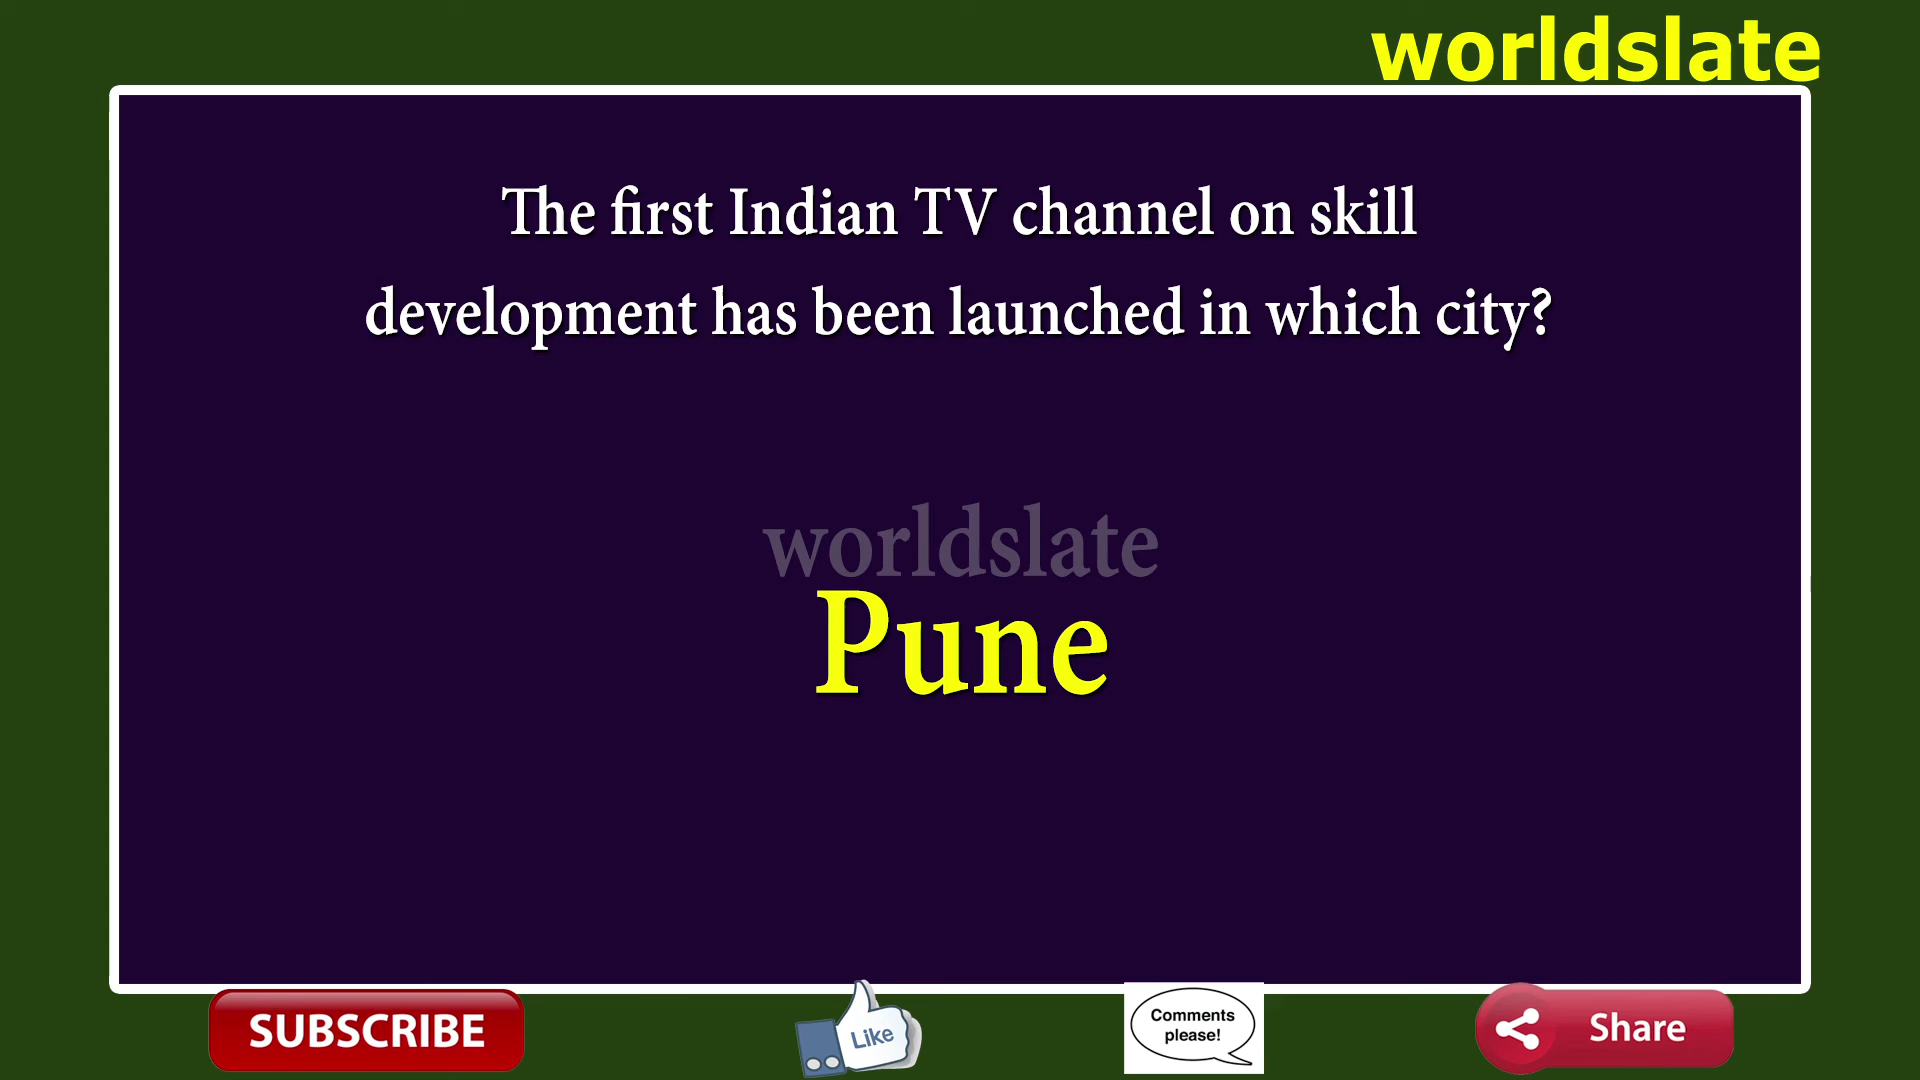 worldslate
The first Indian TV channel on skill
development has been launched in which city?
worldslate
Pune
SUBSCRIBE
Like
Comments
please!
Share